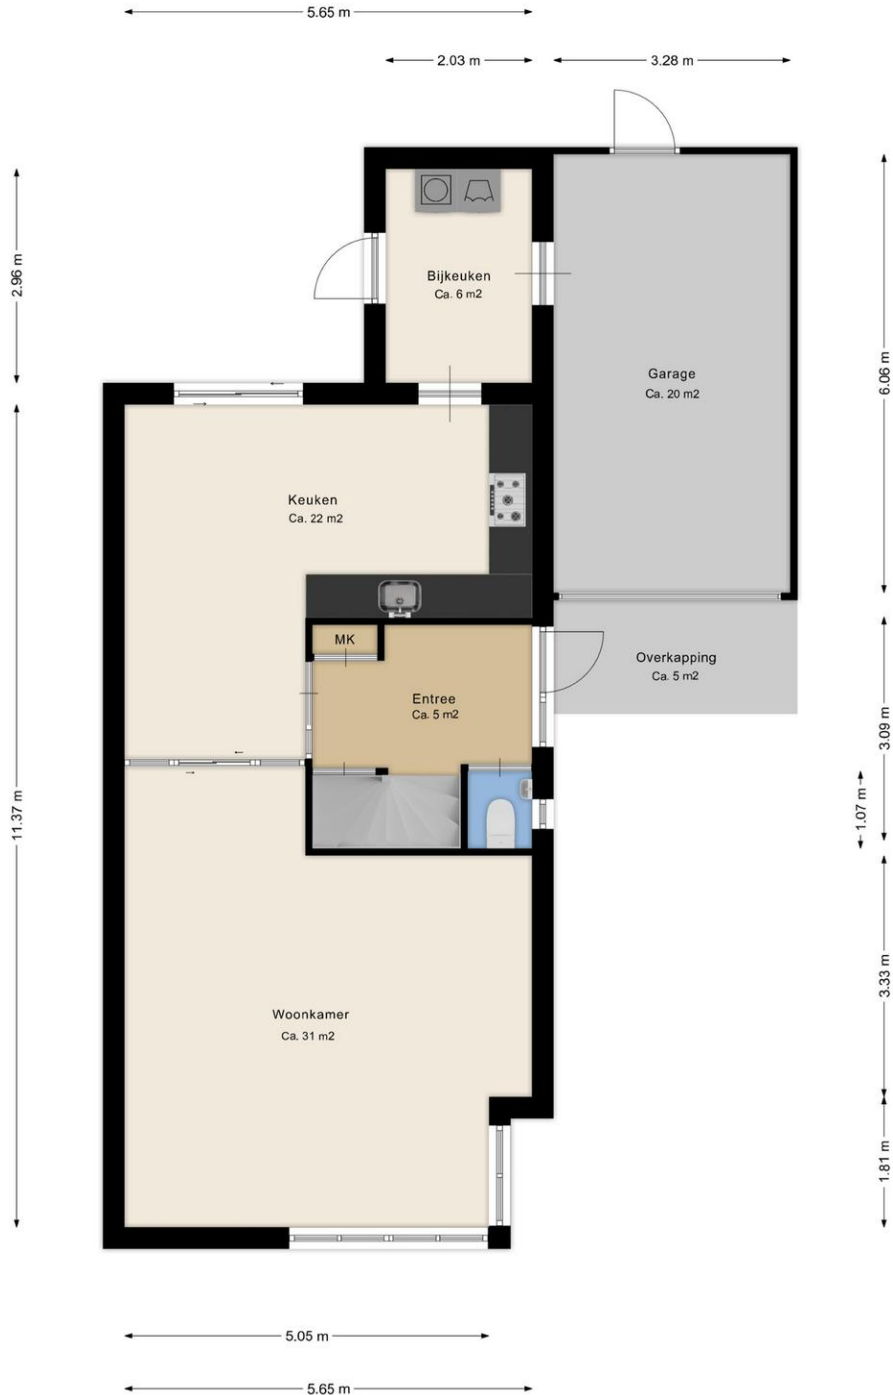 5.65 m
2.03 m
3.28 m
2.96 m
Bijkeuken
Ca. 6 m2
6.06 m
Garage
Ca. 20 m2
Keuken
Ca. 22 m2
MK
Overkapping
Ca. 5 m2
Entree
Ca. 5 m2
3.09 m
11.37 m
1.07 m
3.33 m
Woonkamer
Ca. 31 m2
1.81 m
5.05 m
5.65 m